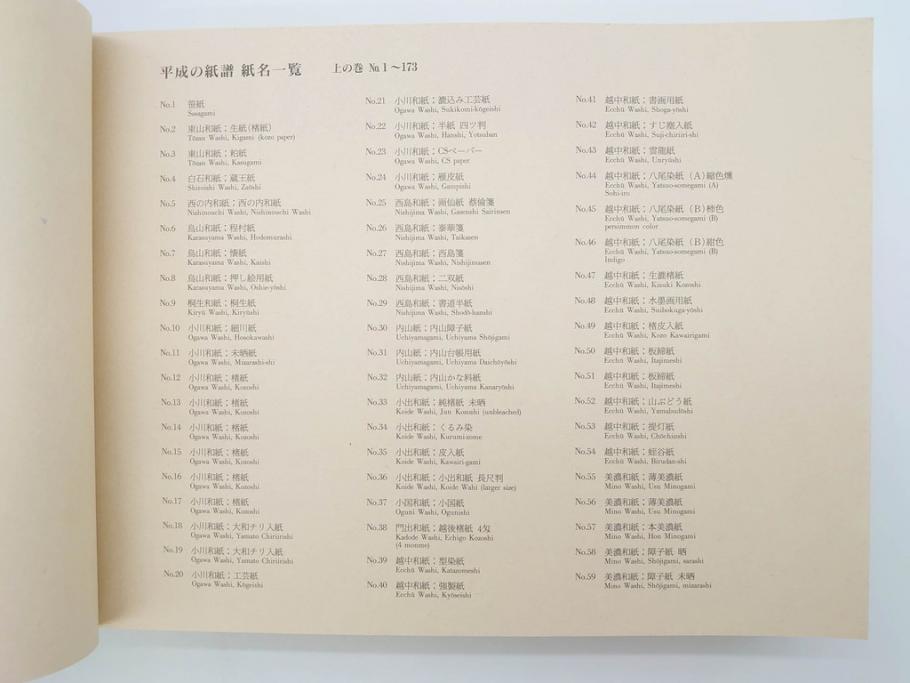 平成の紙譜 紙名一覧 上の巻 №1～173
No.1 笹紙
Sasagami
No.2 東山和紙；生紙(楮紙)
Tōzan Washi, Kigami (kozo paper)
No.3 東山和紙；粕紙
Tōzan Washi, Kasugami
No.4 白石和紙；蔵王紙
Shiroishi Washi, Zaōshi
No.5 西の内和紙；西の内和紙
Nishinouchi Washi, Nishinouchi Washi
No.6 烏山和紙；程村紙
Karasuyama Washi, Hodomurashi
No.7 烏山和紙；懐紙
Karasuyama Washi, Kaishi
No.8 烏山和紙；押し絵用紙
Karasuyama Washi, Oshie-yōshi
No.9 桐生和紙；桐生紙
Kiryū Washi, Kiryūshi
No.10 小川和紙；細川紙
Ogawa Washi, Hosokawashi
No.11 小川和紙；未晒紙
Ogawa Washi, Mizarashi-shi
No.12 小川和紙；楮紙
Ogawa Washi, Kozoshi
No.13 小川和紙；楮紙
Ogawa Washi, Kozoshi
No.14 小川和紙；楮紙
Ogawa Washi, Kozoshi
No.15 小川和紙；楮紙
Ogawa Washi, Kozoshi
No.16 小川和紙；楮紙
Ogawa Washi, Kozoshi
No.17 小川和紙；楮紙
Ogawa Washi, Kozoshi
No.18 小川和紙；大和チリ入紙
Ogawa Washi, Yamato Chiriirishi
No.19 小川和紙；大和チリ入紙
Ogawa Washi, Yamato Chiriirishi
No.20 小川和紙；工芸紙
Ogawa Washi, Kōgeishi
No.21 小川和紙；漉込み工芸紙
Ogawa Washi, Sukikomi-kōgeishi
No.22 小川和紙；半紙 四ツ判
Ogawa Washi, Hanshi, Yotsuban
No.23 小川和紙；CSペーパー
Ogawa Washi, CS paper
No.24 小川和紙；雁皮紙
Ogawa Washi, Gampishi
No.25 西島和紙；画仙紙 蔡倫箋
Nishijima Washi, Gasenshi Sairinsen
No.26 西島和紙；泰華箋
Nishijima Washi, Taikasen
No.27 西島和紙；西島箋
Nishijima Washi, Nishijimasen
No.28 西島和紙；二双紙
Nishijima Washi, Nisōshi
No.29 西島和紙；書道半紙
Nishijima Washi, Shodō-hanshi
No.30 内山紙；内山障子紙
Uchiyamagami, Uchiyama Shōjigami
No.31 内山紙；内山台帳用紙
Uchiyamagami, Uchiyama Daichōyōshi
No.32 内山紙；内山かな料紙
Uchiyamagami, Uchiyama Kanaryōshi
No.33 小出和紙；純楮紙 未晒
Koide Washi, Jun Kozoshi (unbleached)
No.34 小出和紙；くるみ染
Koide Washi, Kurumizome
No.35 小出和紙；皮入紙
Koide Washi, Kawairi-gami
No.36 小出和紙；小出和紙 長尺判
Koide Washi, Koide Wahi (larger size)
No.37 小国和紙；小国紙
Oguni Washi, Ogunishi
No.38 門出和紙；越後楮紙 4匁
Kadode Washi, Echigo Kozoshi
(4 monme)
No.39 越中和紙；型染紙
Ecchū Washi, Katazomeshi
No.40 越中和紙；強製紙
Ecchū Washi, Kyōseishi
No.41 越中和紙；書画用紙
Ecchū Washi, Shoga-yōshi
No.42 越中和紙；すじ塵入紙
Ecchū Washi, Suji-chiriiri-shi
No.43 越中和紙；雲龍紙
Ecchū Washi, Unryūshi
No.44 越中和紙；八尾染紙 (A)
Ecchū Washi, Yatsuo-somegami (A)
No.45 越中和紙；八尾染紙 (B)柿色
Ecchū Washi, Yatsuo-somegami (B)
persimmon color
No.46 越中和紙；八尾染紙 (B)紺色
Ecchū Washi, Yatsuo-somegami (B)
Indigo
No.47 越中和紙；生漉楮紙
Ecchū Washi, Kizuki Kozoshi
No.48 越中和紙；水墨画用紙
Ecchū Washi, Suibokuga-yōshi
No.49 越中和紙；楮皮入紙
Ecchū Washi, Kozo Kawairigami
No.50 越中和紙；板締紙
Ecchū Washi, Itajimeshi
No.51 越中和紙；板締紙
Ecchū Washi, Itajimeshi
No.52 越中和紙；山ぶどう紙
Ecchū Washi, Yamabudōshi
No.53 越中和紙；提灯紙
Ecchū Washi, Chōchinshi
No.54 越中和紙；蛭谷紙
Ecchū Washi, Birudan-shi
No.55 美濃和紙；薄美濃紙
Mino Washi, Usu Minogami
No.56 美濃和紙；薄美濃紙
Mino Washi, Usu Minogami
No.57 美濃和紙；本美濃紙
Mino Washi, Hon Minogami
No.58 美濃和紙；障子紙 晒
Mino Washi, Shōjigami, sarashi
No.59 美濃和紙；障子紙 未晒
Mino Washi, Shōjigami, mizarashi